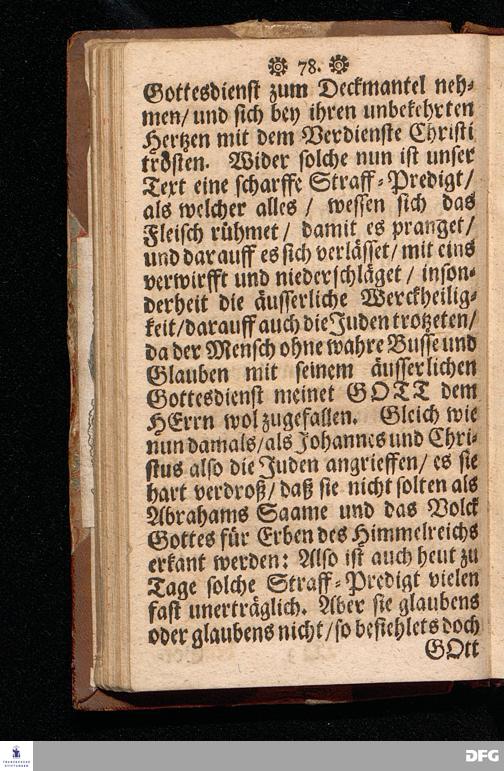 78.
Gottesdienst zum Deckmantel neh-
men/ und sich bey ihren unbekehrten
Hertzen mit dem Verdienste Christi
trösten. Wider solche nun ist unser
Text eine scharffe Straff-Predigt/
als welcher alles / wessen sich das
Fleisch rühmet / damit es pranget/
und darauff es sich verlässet/ mit eins
verwirfft und niederschläget / inson-
derheit die äusserliche Werckheilig-
keit/darauff auch die Juden trotzeten/
da der Mensch ohne wahre Busse und
Glauben mit seinem äusserlichen
Gottesdienst meinet GOTT dem
HErrn wol zugefallen. Gleich wie
nun damals/als Johannes und Chri-
stus also die Juden angrieffen/ es sie
hart verdroß/ daß sie nicht solten als
Abrahams Saame und das Volck
Gottes für Erben des Himmelreichs
erkant werden: Also ist auch heut zu
Tage solche Straff-Predigt vielen
fast unerträglich. Aber sie glaubens
oder glaubens nicht/ so besiehlets doch
GOtt
FRANCKESCHE
STIFTUNGEN
DFG